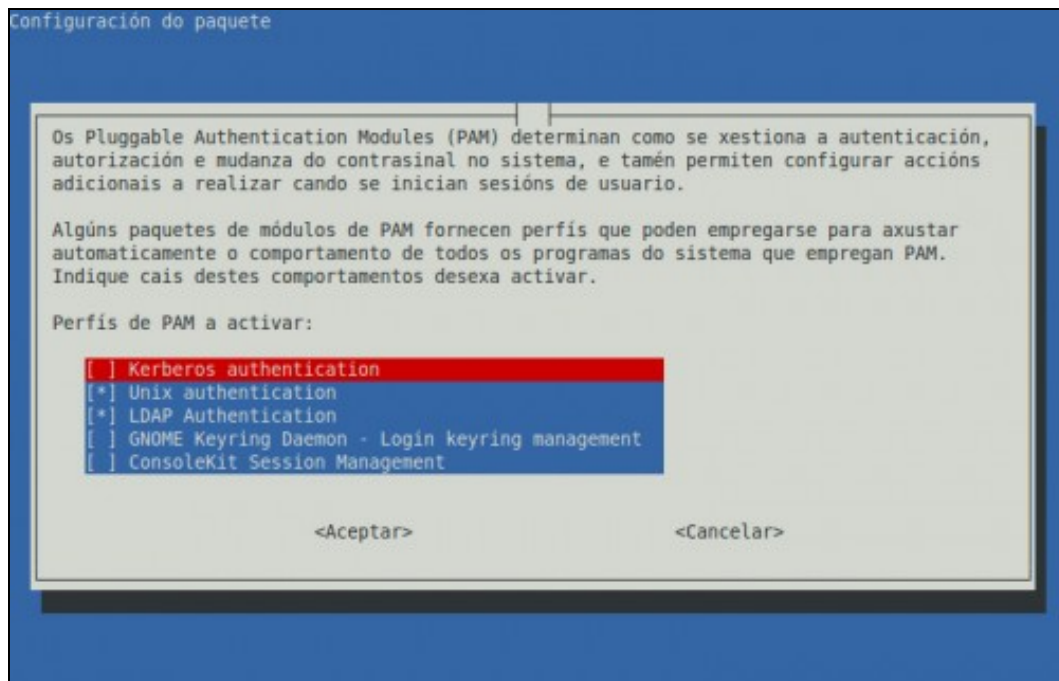 Configuración do paquete
Os Pluggable Authentication Modules (PAM) determinan como se xestiona a autenticación,
autorización e mudanza do contrasinal no sistema, e tamén permiten configurar accións
adicionais a realizar cando se inician sesións de usuario.
Algúns paquetes de módulos de PAM fornecen perfís que poden empregarse para axustar
automaticamente o comportamento de todos os programas do sistema que empregan PAM.
Indique cais destes comportamentos desexa activar.
Perfís de PAM a activar:
[ ] Kerberos authentication
[*] Unix authentication
[*] LDAP Authentication
[ ] GNOME Keyring Daemon - Login keyring management
[ ] ConsoleKit Session Management
<Aceptar> <Cancelar>